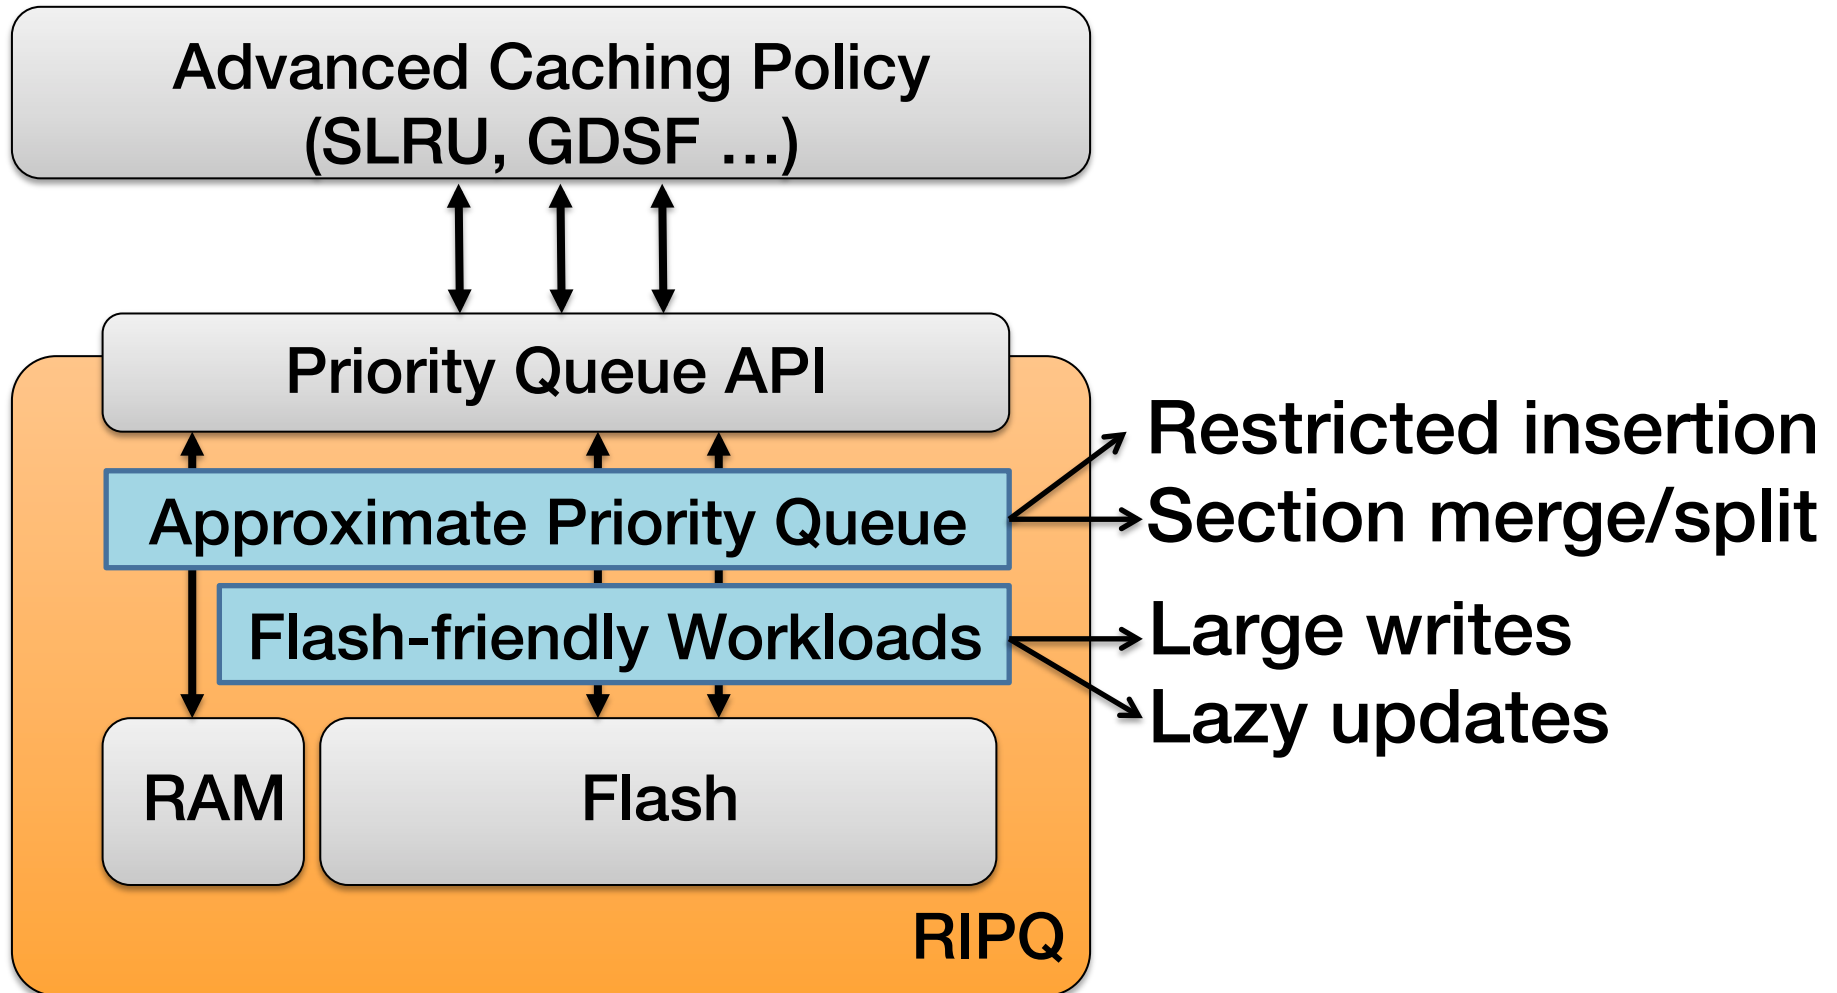 Advanced Caching Policy
(SLRU, GDSF …)
Priority Queue API
Approximate Priority Queue
Restricted insertion
Section merge/split
Flash-friendly Workloads
Large writes
Lazy updates
RAM
Flash
RIPQ